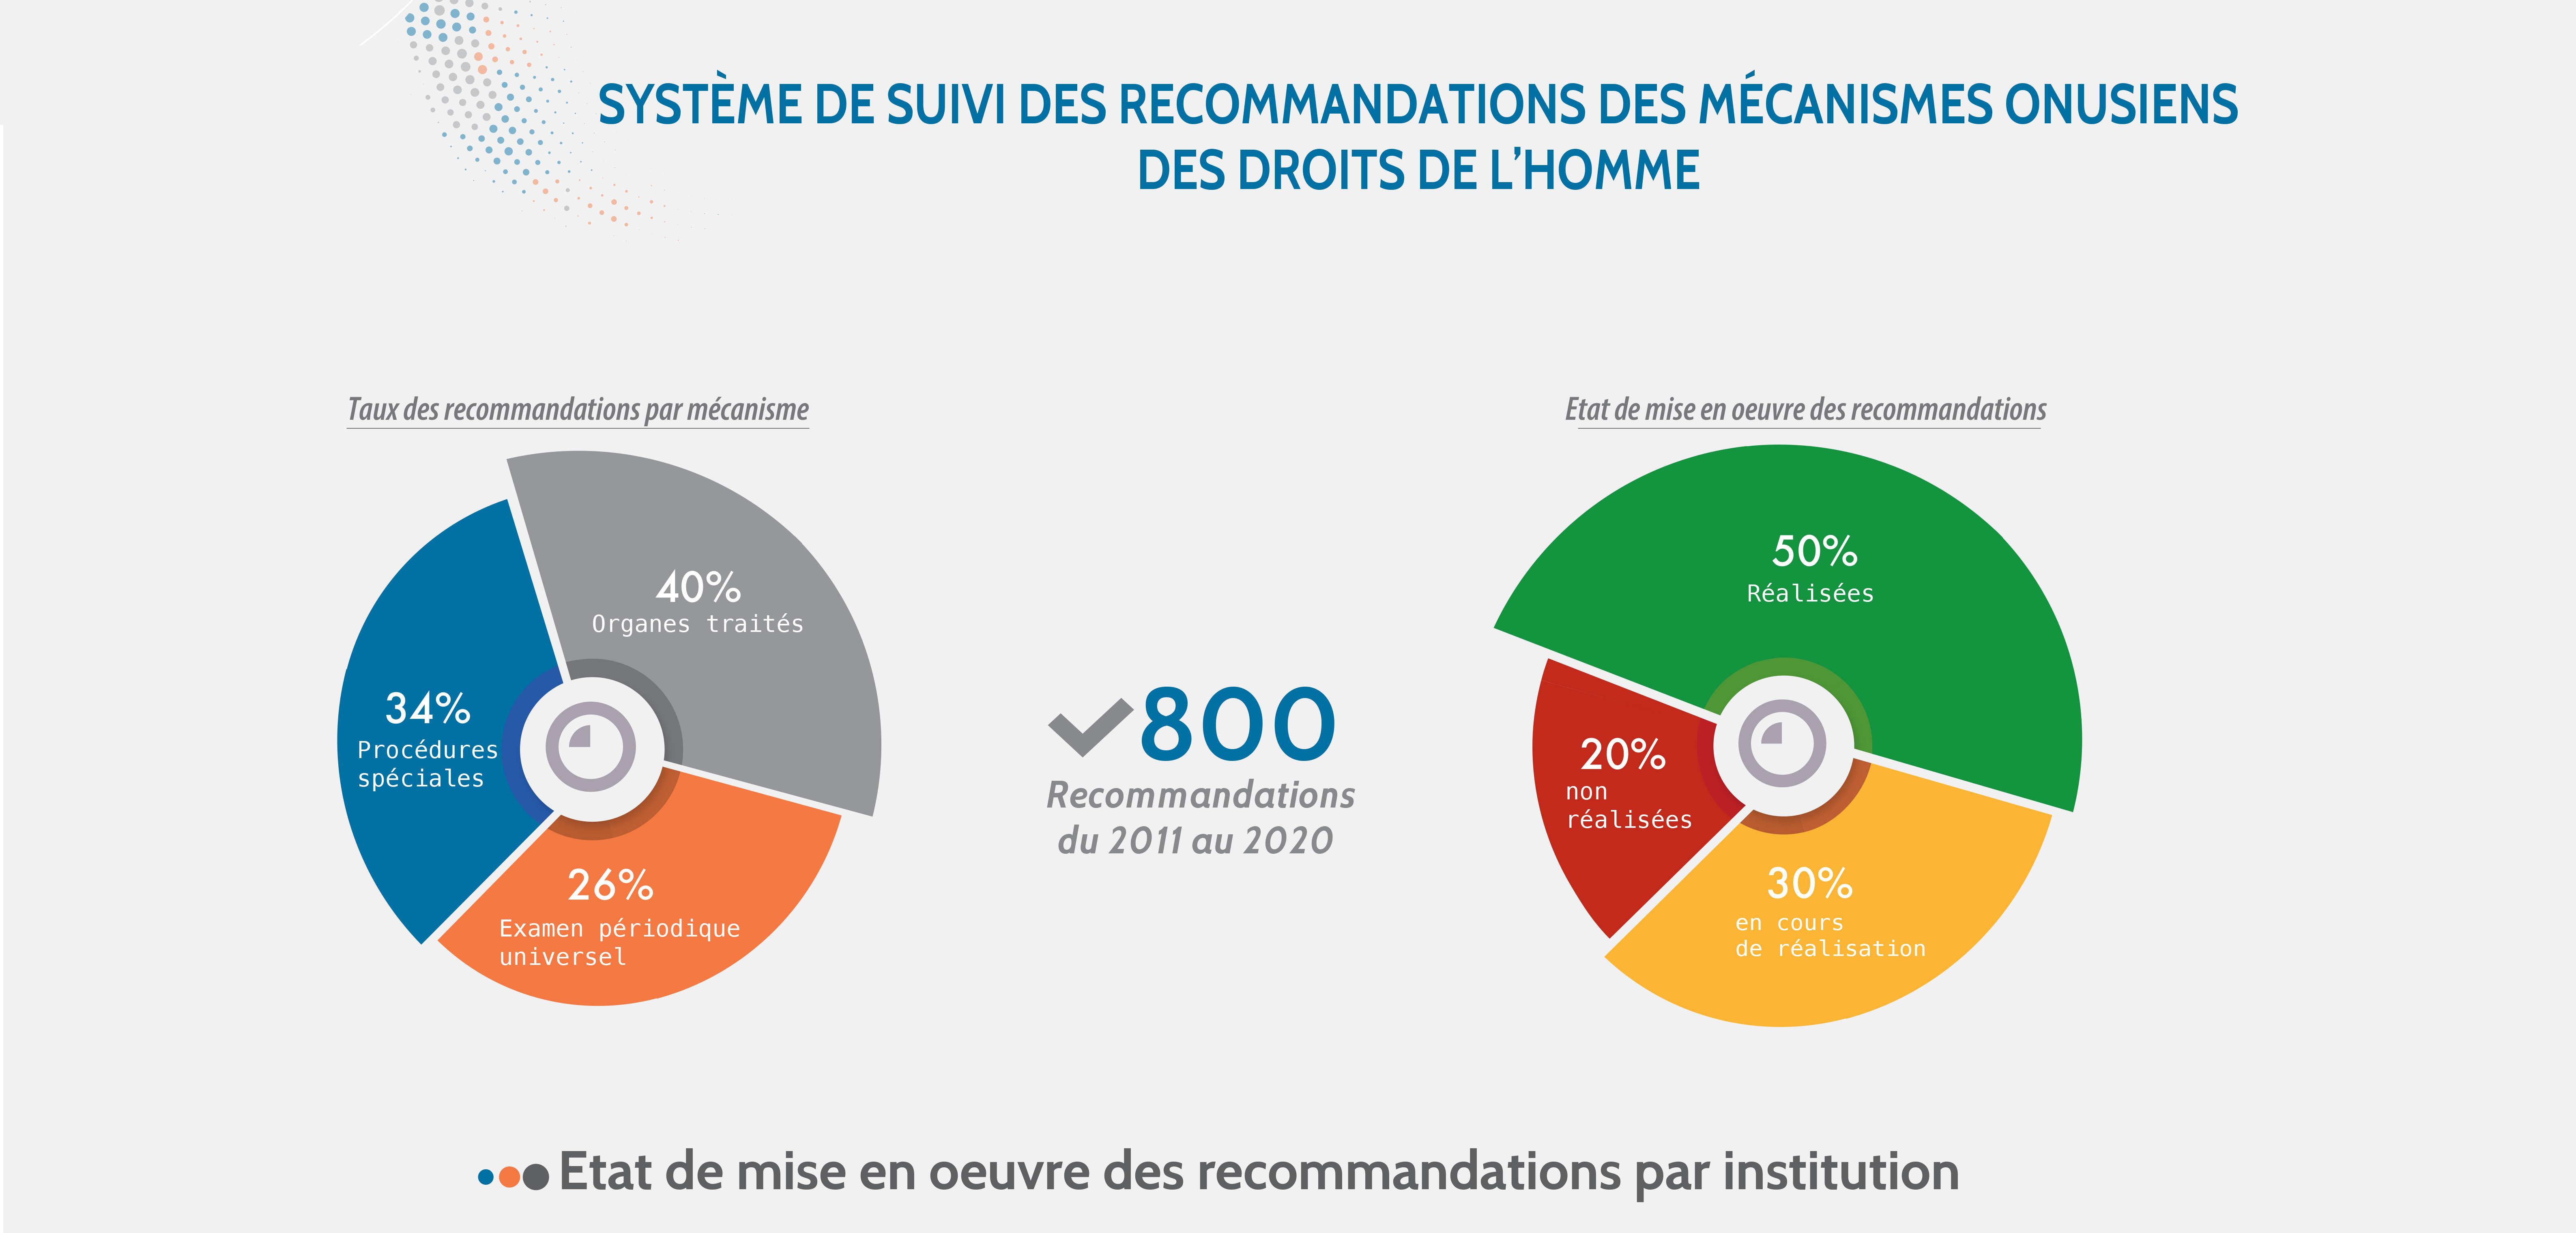 SYSTÈME DE SUIVI DES RECOMMANDATIONS DES MÉCANISMES ONUSIENS
DES DROITS DE L’HOMME
Taux des recommandations par mécanisme
40%
Organes traités
34%
Procédures
spéciales
26%
Examen périodique
universel
800
Recommandations
du 2011 au 2020
Etat de mise en oeuvre des recommandations
50%
Réalisées
20%
non
réalisées
30%
en cours
de réalisation
Etat de mise en oeuvre des recommandations par institution